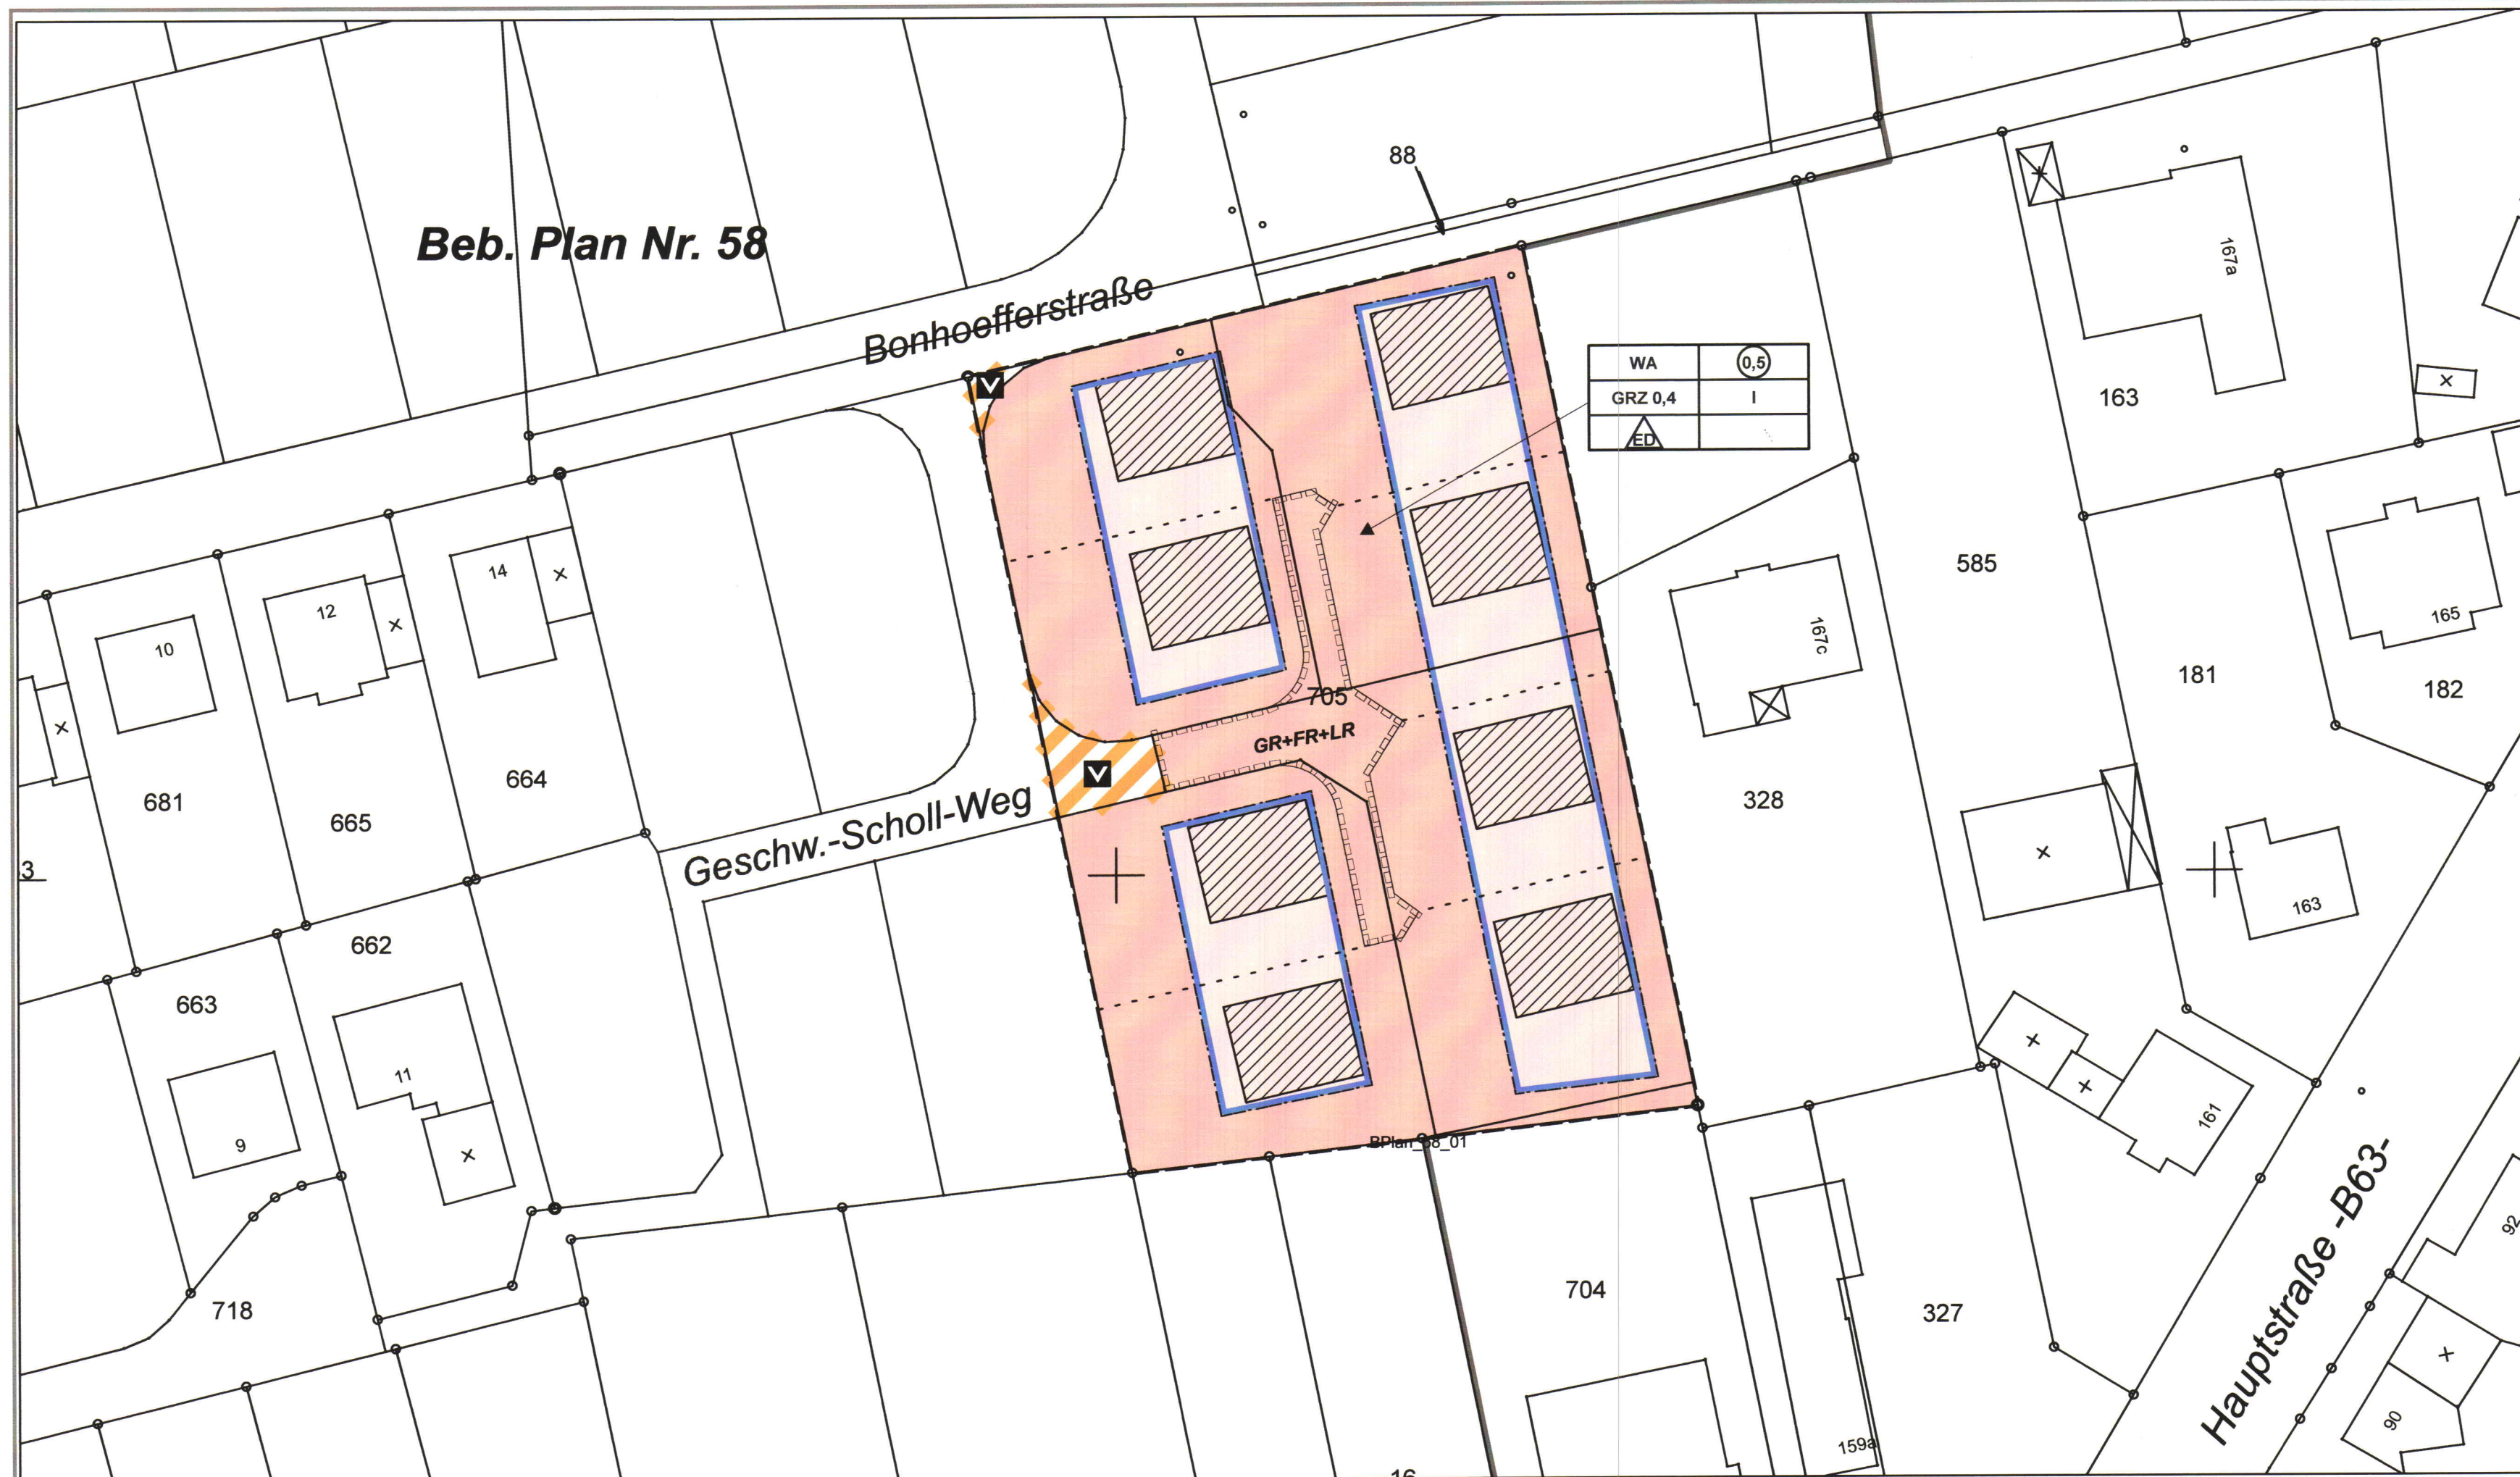 88
Beb. Plan Nr. 58
167a
Bonhoefferstraße
V
WA
0,5
GRZ 0,4
I
ED
163
585
14
12
10
165
167c
181
182
705
GR+FR+LR
V
664
681
665
328
Geschw.-Scholl-Weg
3
163
662
663
11
9
161
BPlan_58_01
Hauptstraße -B63-
92
704
718
327
90
159a
16